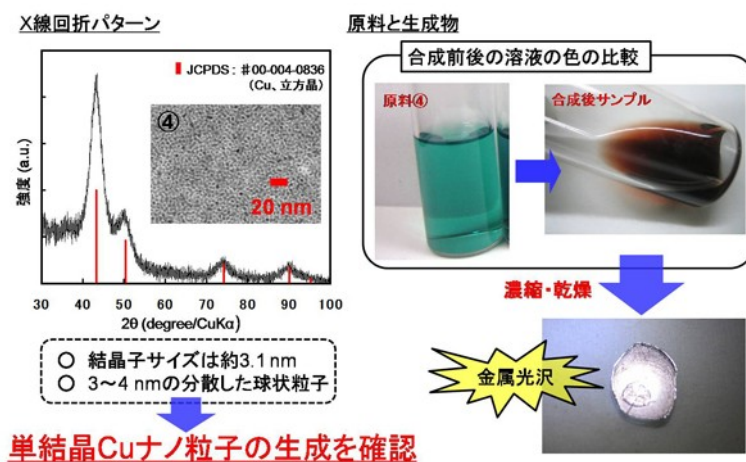 X線回折パターン
強度 (a.u.)
JCPDS : #00-004-0836
(Cu、立方晶)
④
20 nm
30 40 50 60 70 80 90 100
2θ (degree/CuKα)
○ 結晶子サイズは約3.1 nm
○ 3~4 nmの分散した球状粒子
単結晶Cuナノ粒子の生成を確認
原料と生成物
合成前後の溶液の色の比較
原料④
合成後サンプル
濃縮・乾燥
金属光沢